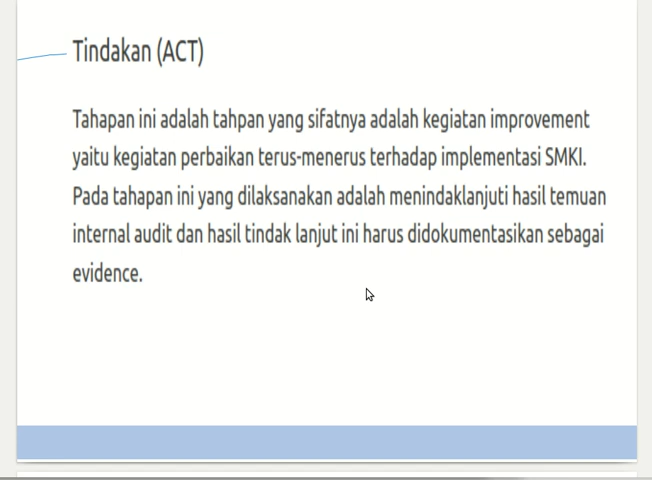 Tindakan (ACT)
Tahapan ini adalah tahpan yang sifatnya adalah kegiatan improvement
yaitu kegiatan perbaikan terus-menerus terhadap implementasi SMKI.
Pada tahapan ini yang dilaksanakan adalah menindaklanjuti hasil temuan
internal audit dan hasil tindak lanjut ini harus didokumentasikan sebagai
evidence.